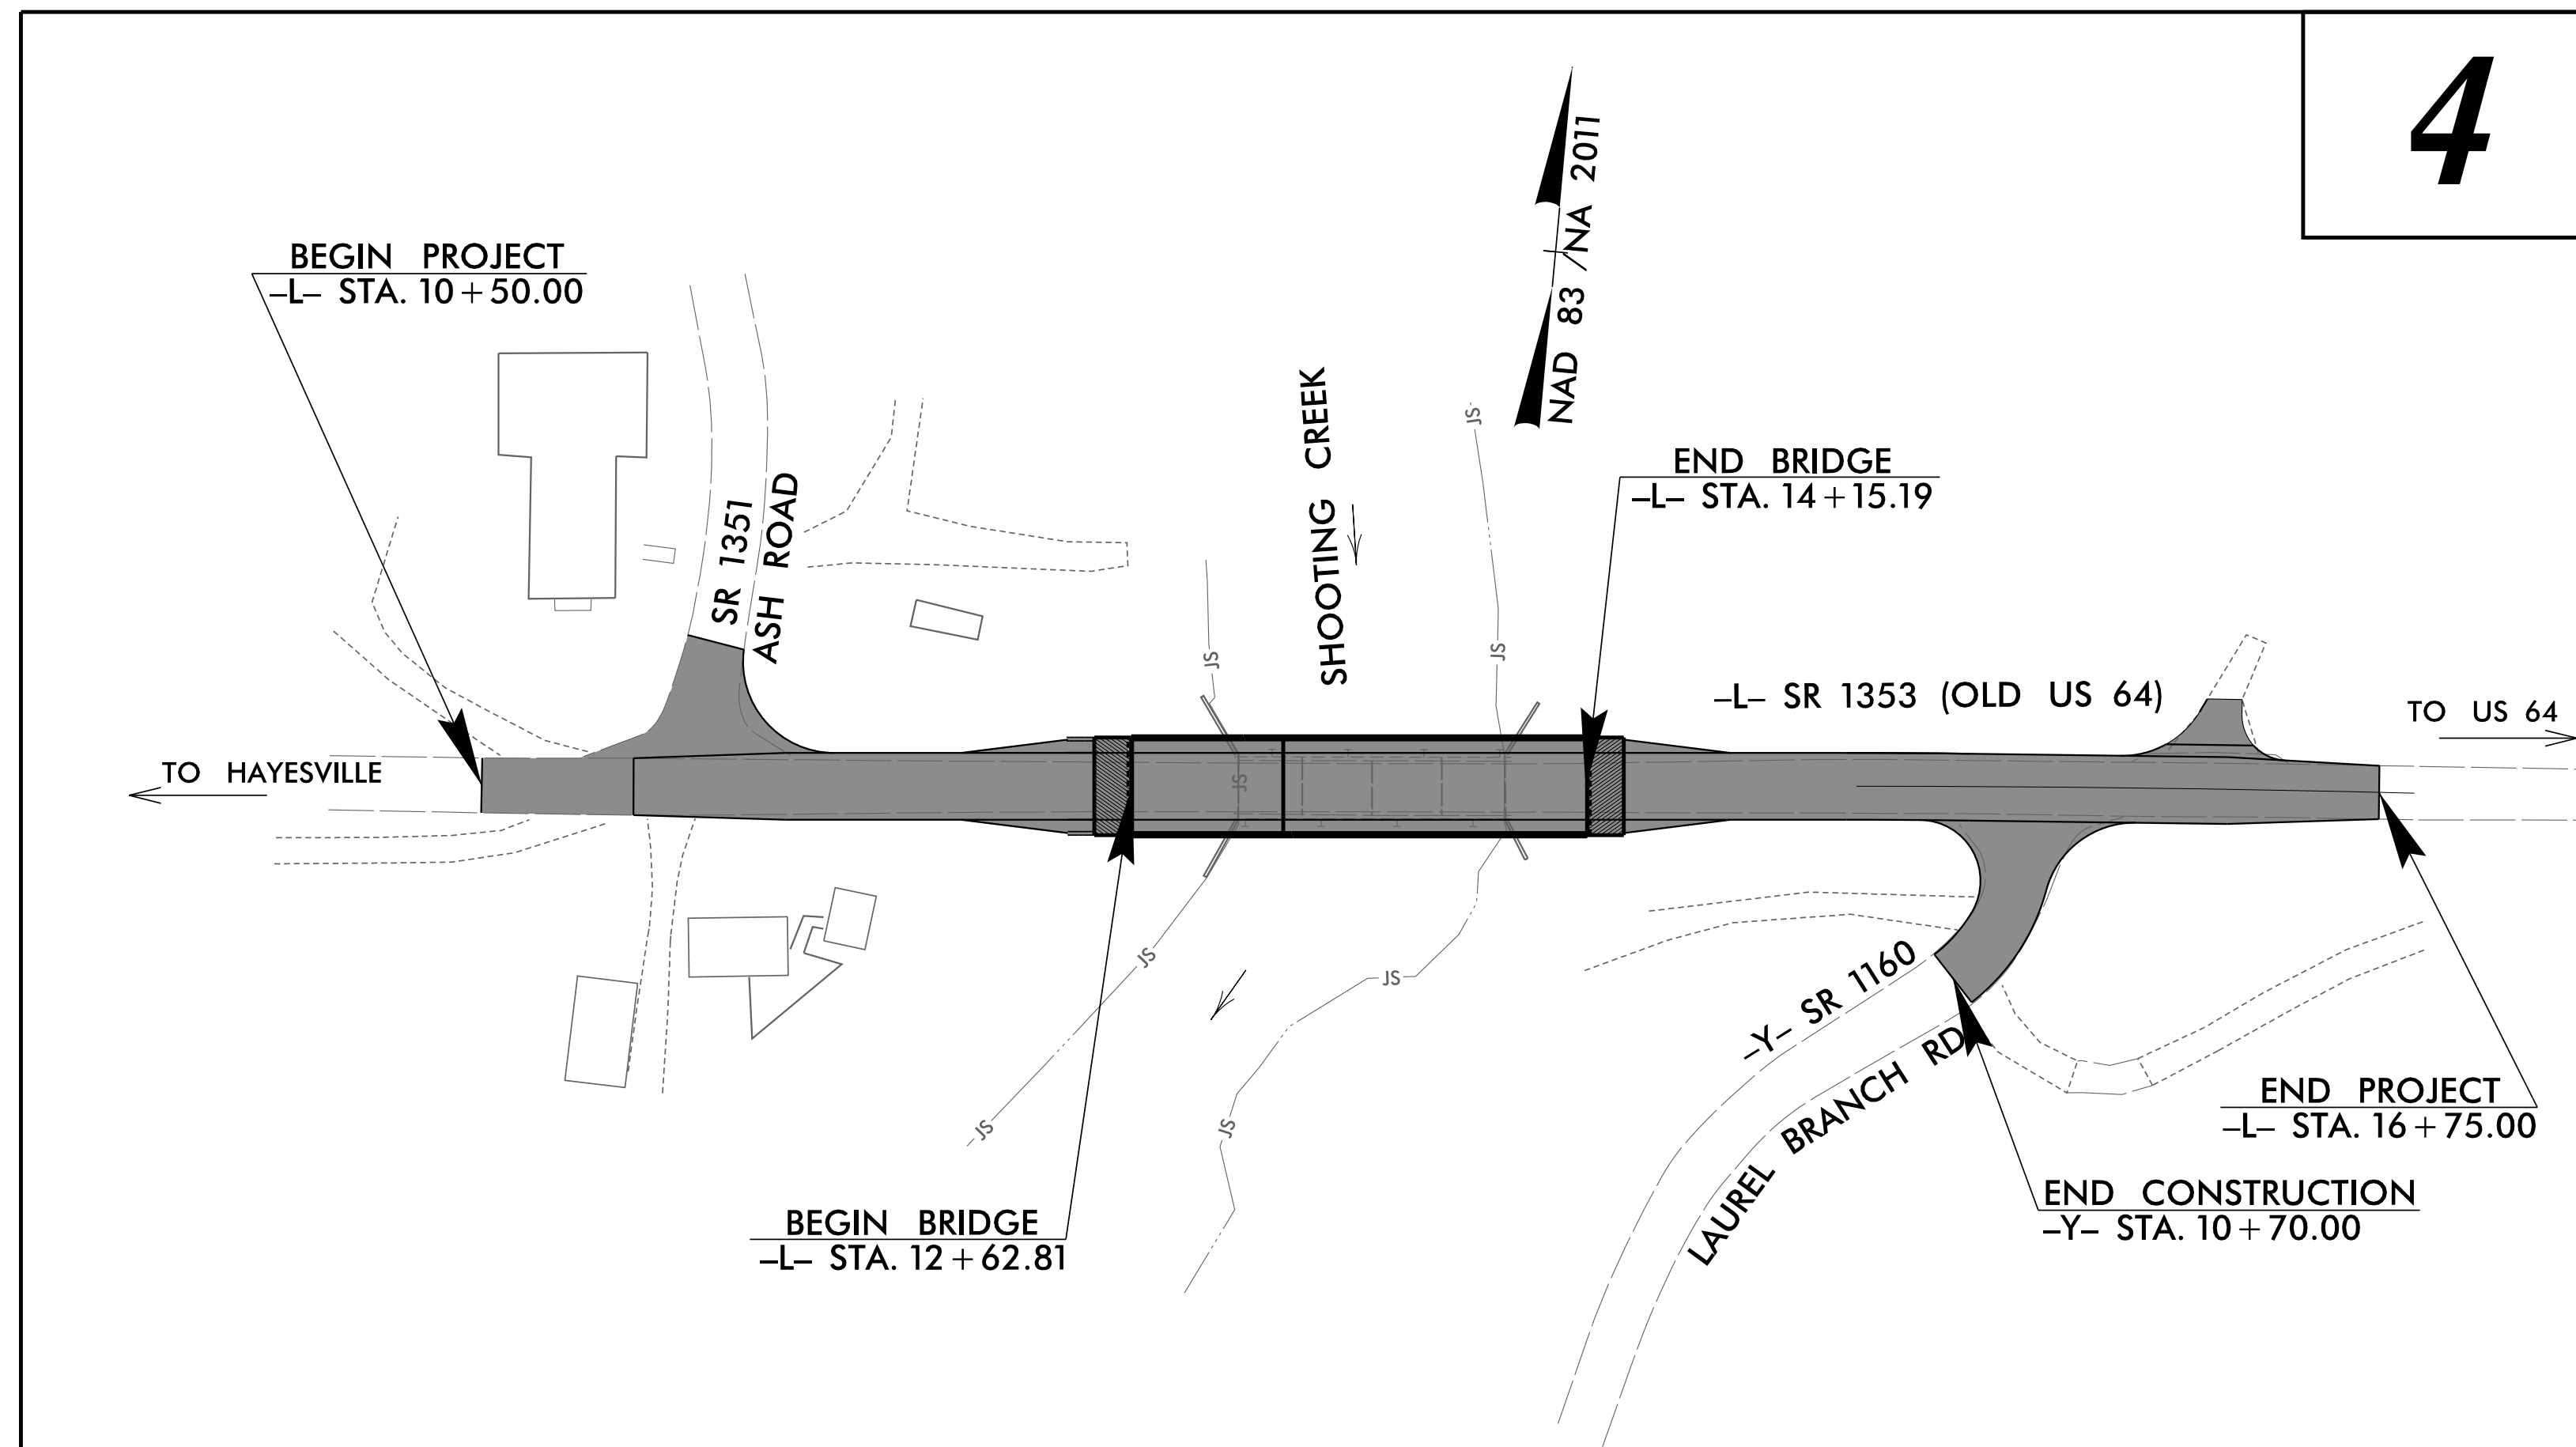 4
BEGIN PROJECT
-L- STA. 10+50.00
NAD 83 /NA 2011
SHOOTING CREEK
END BRIDGE
-L- STA. 14+15.19
SR 1351
ASH ROAD
JS
JS
JS
-L- SR 1353 (OLD US 64)
TO US 64
TO HAYESVILLE
JS
JS
JS
JS
JS
-Y- SR 1160
LAUREL BRANCH RD
END PROJECT
-L- STA. 16+75.00
END CONSTRUCTION
-Y- STA. 10+70.00
BEGIN BRIDGE
-L- STA. 12+62.81